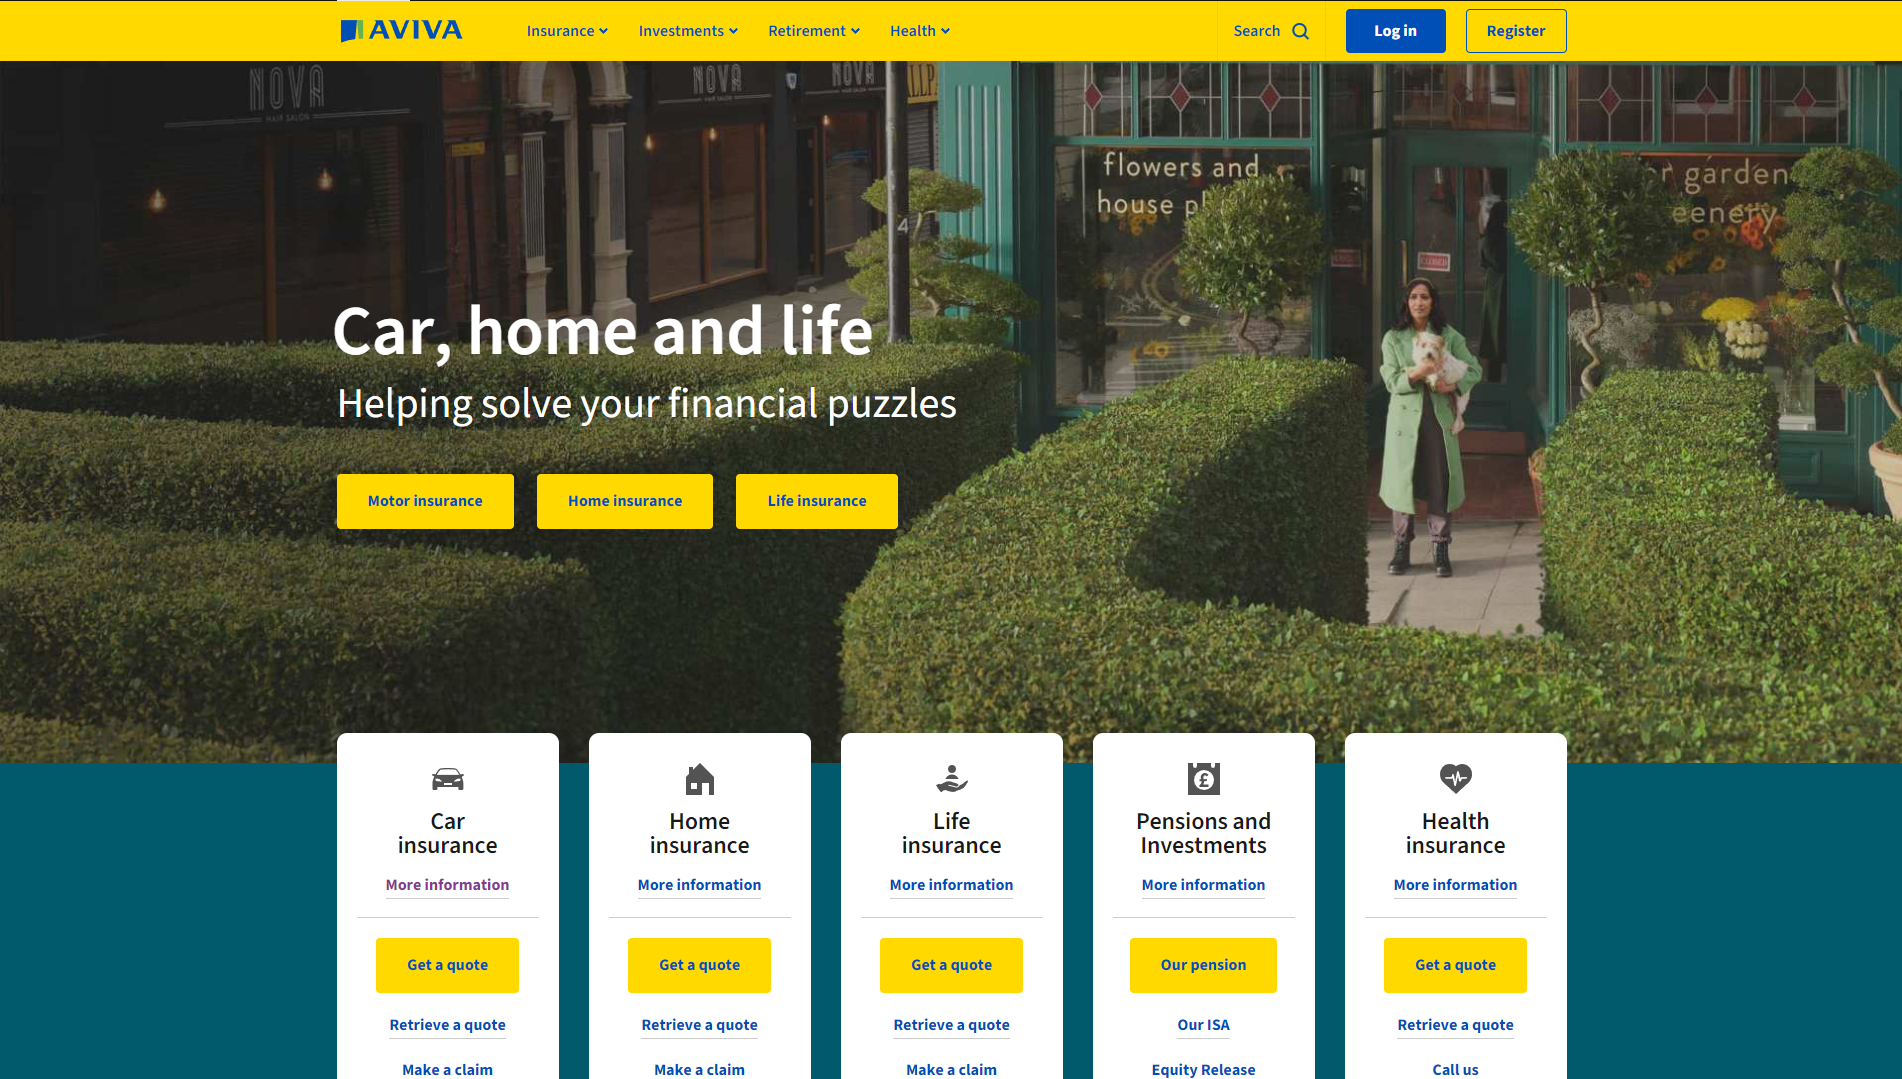 AVIVA
Insurance
Investments
Retirement
Health
Search
Log in
Register
NOVA
HAIR SALON
NOVA
HAIR SALON
NOVA
flowers and
house
garden
4
CLOSED
Car, home and life
Helping solve your financial puzzles
Motor insurance
Home insurance
Life insurance
Car
insurance
More information
Get a quote
Retrieve a quote
Make a claim
Home
insurance
More information
Get a quote
Retrieve a quote
Make a claim
Life
insurance
More information
Get a quote
Retrieve a quote
Make a claim
£
Pensions and
Investments
More information
Our pension
Our ISA
Equity Release
Health
insurance
More information
Get a quote
Retrieve a quote
Call us